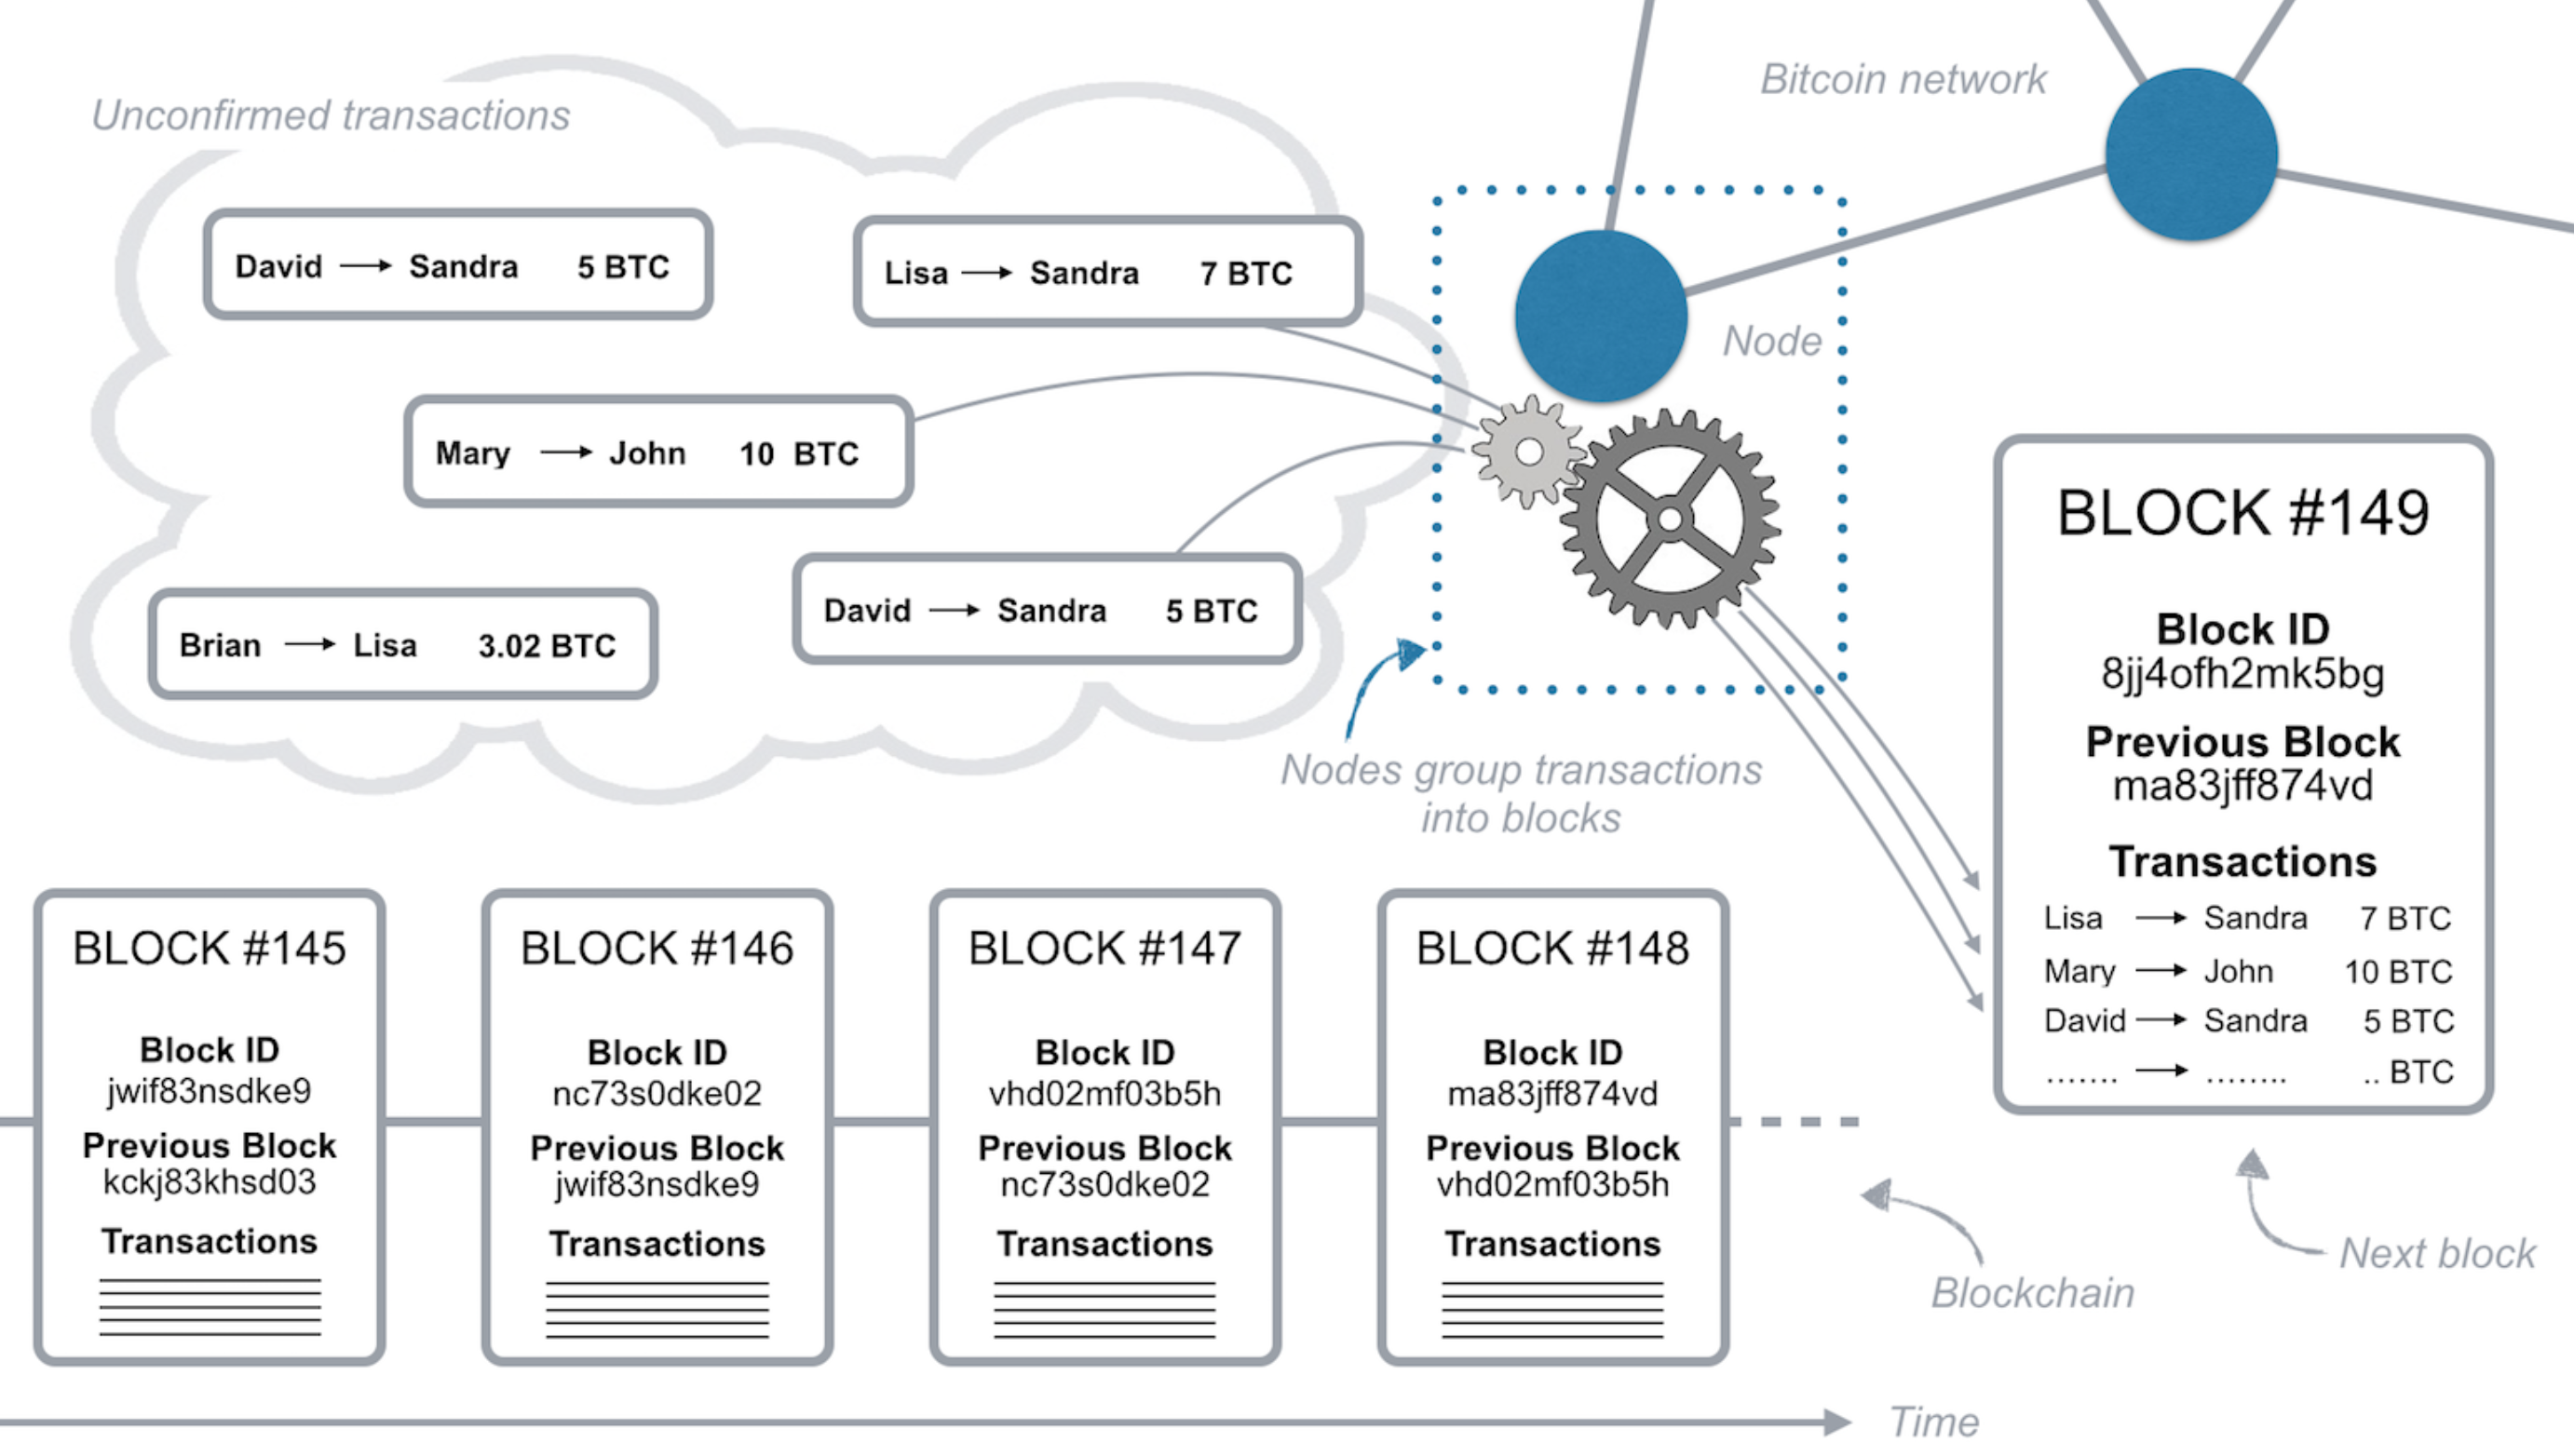 Unconfirmed transactions
Bitcoin network
David → Sandra 5 BTC
Lisa → Sandra 7 BTC
Node
Mary → John 10 BTC
David → Sandra 5 BTC
Brian → Lisa 3.02 BTC
Nodes group transactions
into blocks
BLOCK #149
Block ID
8jj4ofh2mk5bg
Previous Block
ma83jff874vd
Transactions
Lisa → Sandra 7 BTC
Mary → John 10 BTC
David → Sandra 5 BTC
....... → ........ .. BTC
BLOCK #145
Block ID
jwif83nsdke9
Previous Block
kckj83khsd03
Transactions
BLOCK #146
Block ID
nc73s0dke02
Previous Block
jwif83nsdke9
Transactions
BLOCK #147
Block ID
vhd02mf03b5h
Previous Block
nc73s0dke02
Transactions
BLOCK #148
Block ID
ma83jff874vd
Previous Block
vhd02mf03b5h
Transactions
Blockchain
Next block
Time